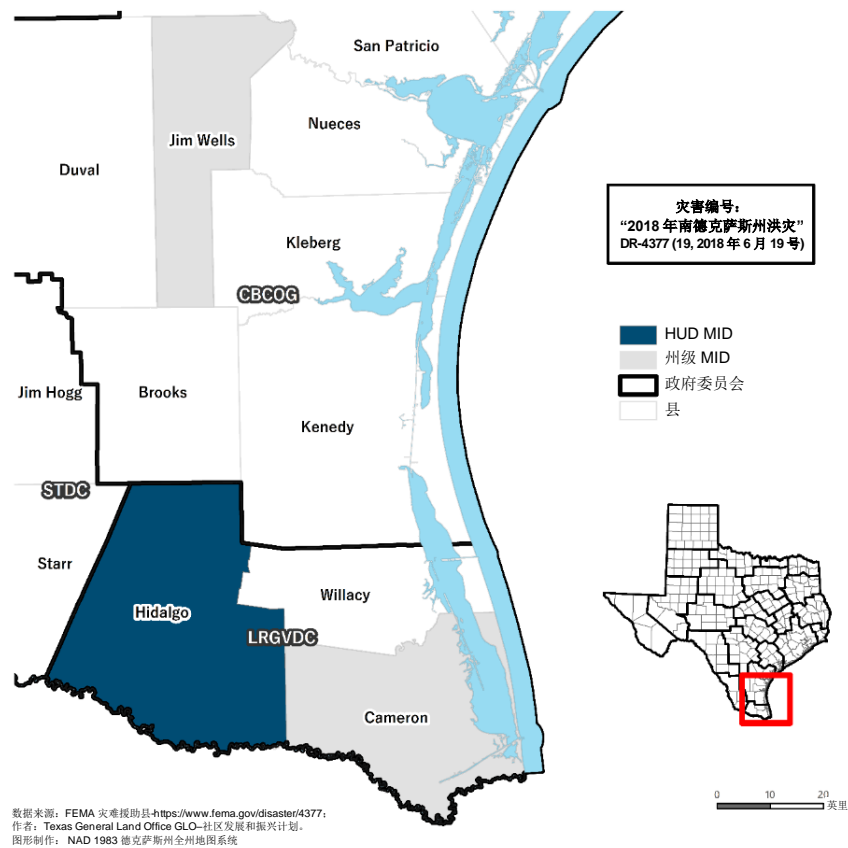 San Patricio
Nueces
Jim Wells
Duval
Kleberg
CBCOG
Jim Hogg
Brooks
Kenedy
STDC
Starr
Hidalgo
Willacy
LRGVDC
Cameron
灾害编号：
“2018 年南德克萨斯州洪灾”
DR-4377 (19, 2018 年 6 月 19 号)
HUD MID
州级 MID
政府委员会
县
0 10 20
英里
数据来源：FEMA 灾难援助县-https://www.fema.gov/disaster/4377；
作者：Texas General Land Office GLO–社区发展和振兴计划。
图形制作： NAD 1983 德克萨斯州全州地图系统